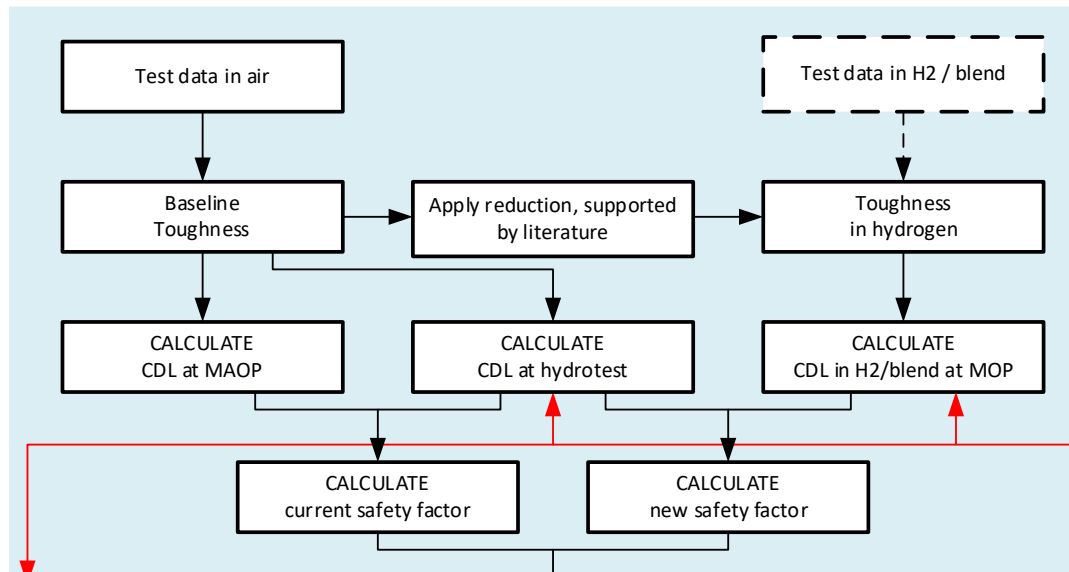 Test data in air
Test data in H2 / blend
Baseline
Toughness
Apply reduction, supported
by literature
Toughness
in hydrogen
CALCULATE
CDL at MAOP
CALCULATE
CDL at hydrotest
CALCULATE
CDL in H2/blend at MOP
CALCULATE
current safety factor
CALCULATE
new safety factor